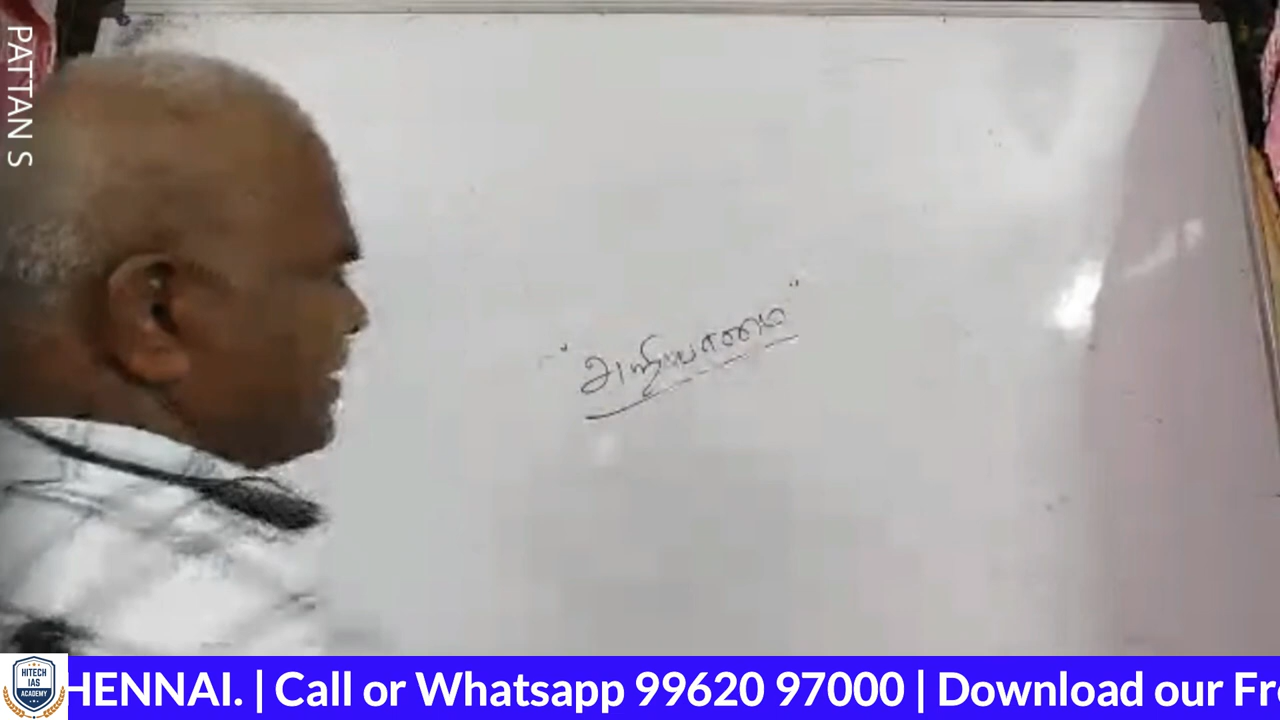 PATTAN S
"அறியாமை"
HITECH
IAS
ACADEMY
HENNAI. | Call or Whatsapp 99620 97000 | Download our Fr